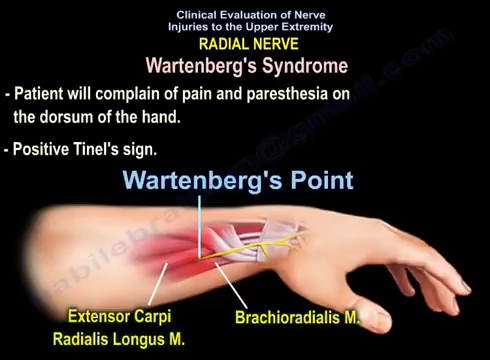 Clinical Evaluation of Nerve
Injuries to the Upper Extremity
RADIAL NERVE
Wartenberg's Syndrome
- Patient will complain of pain and paresthesia on
the dorsum of the hand.
- Positive Tinel's sign.
Wartenberg's Point
Extensor Carpi
Radialis Longus M.
Brachioradialis M.